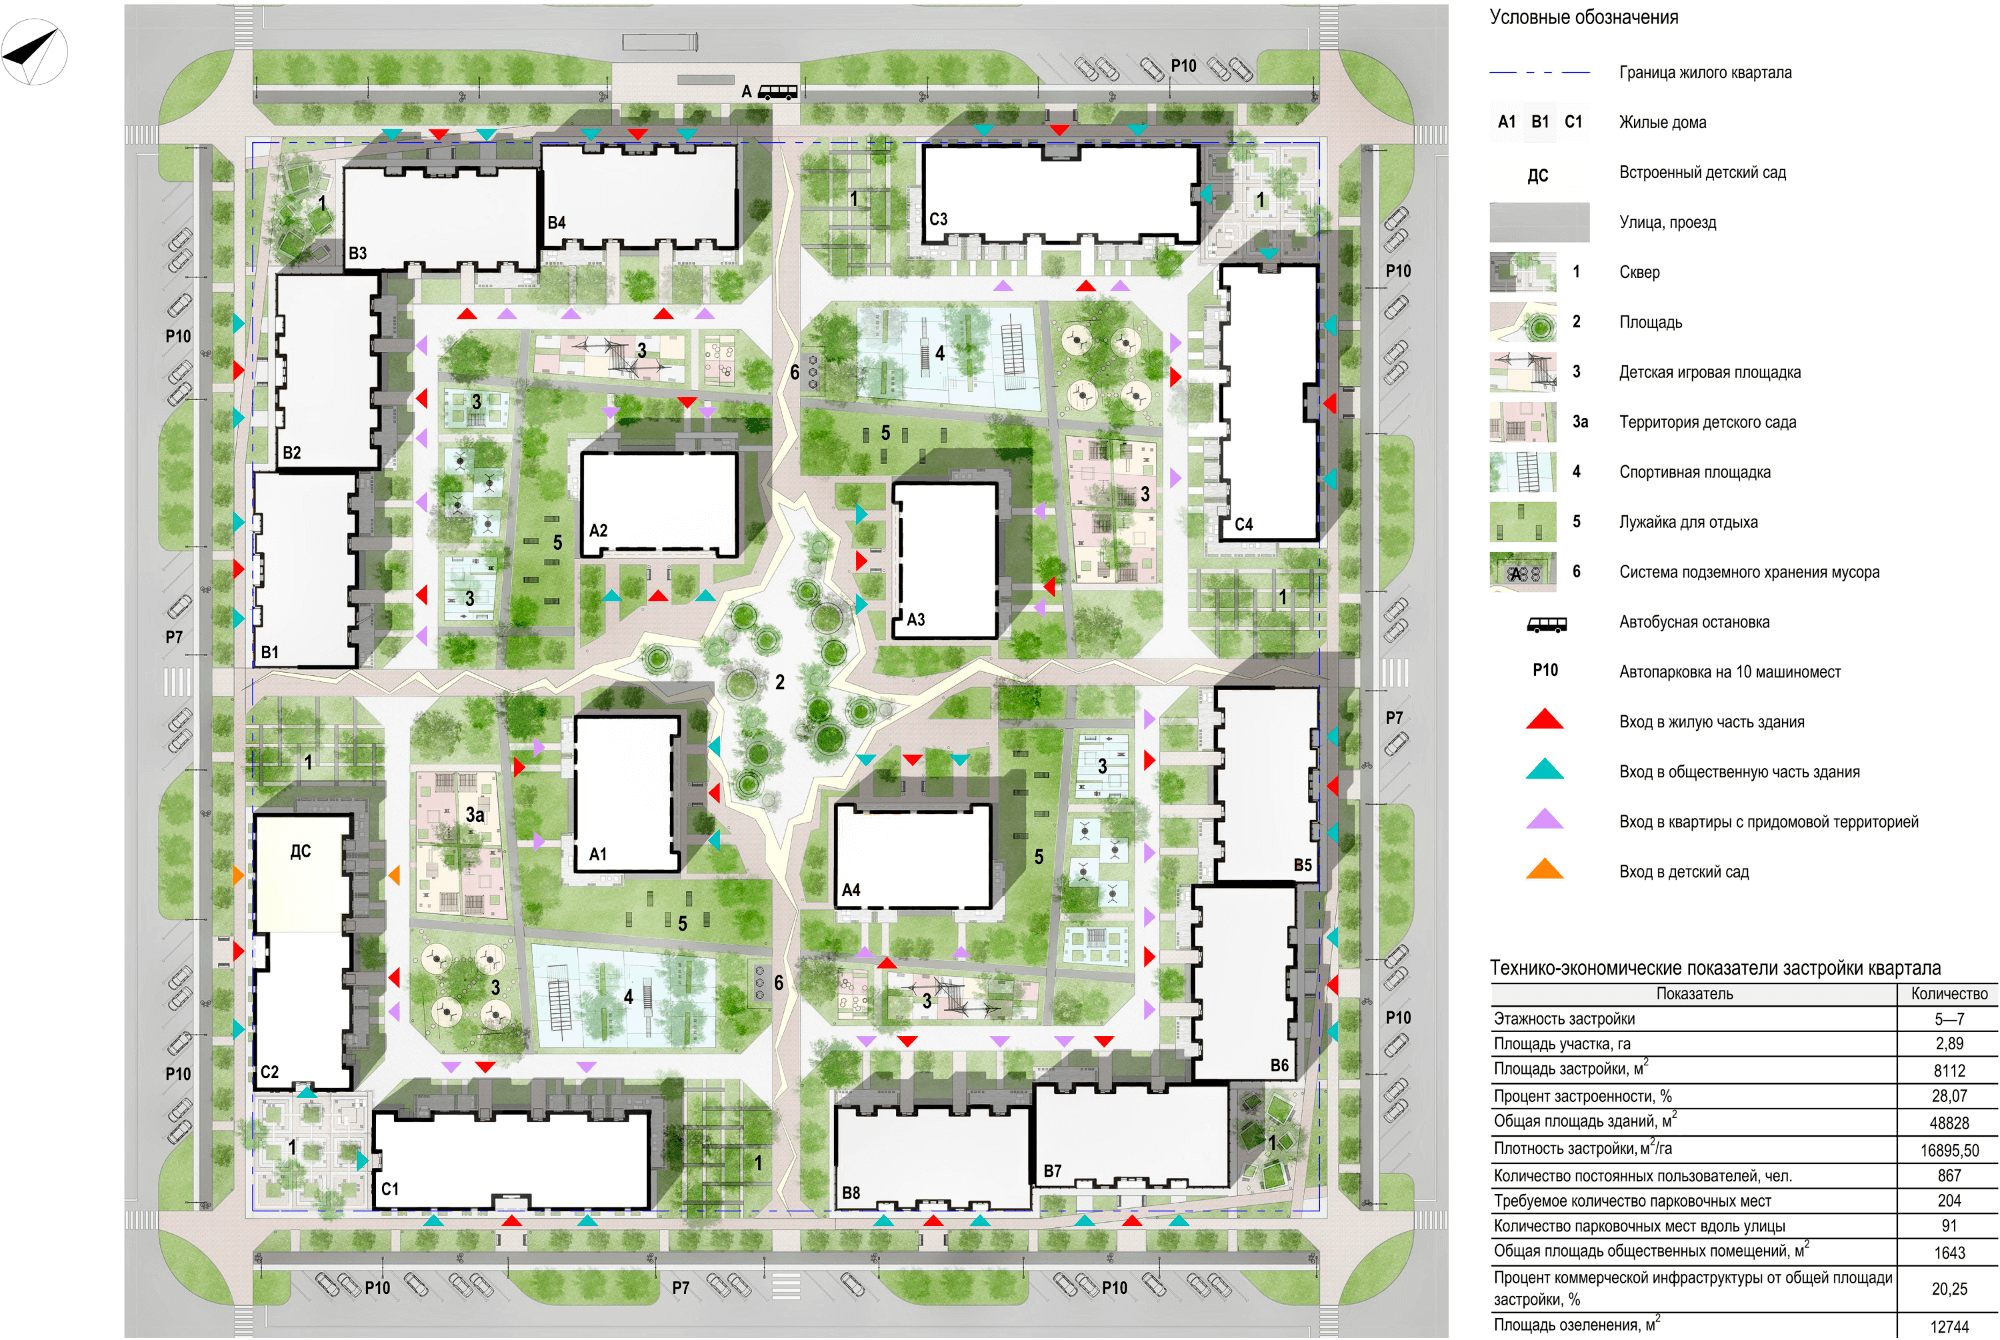 Условные обозначения
Граница жилого квартала
A1 B1 C1 Жилые дома
ДС Встроенный детский сад
Улица, проезд
1 Сквер
2 Площадь
3 Детская игровая площадка
3а Территория детского сада
4 Спортивная площадка
5 Лужайка для отдыха
A 6 Система подземного хранения мусора
Автобусная остановка
P10 Автопарковка на 10 машиномест
Вход в жилую часть здания
Вход в общественную часть здания
Вход в квартиры с придомовой территорией
Вход в детский сад
Технико-экономические показатели застройки квартала
Показатель Количество
Этажность застройки 5—7
Площадь участка, га 2,89
Площадь застройки, м2 8112
Процент застроенности, % 28,07
Общая площадь зданий, м2 48828
Плотность застройки, м2/га 16895,50
Количество постоянных пользователей, чел. 867
Требуемое количество парковочных мест 204
Количество парковочных мест вдоль улицы 91
Общая площадь общественных помещений, м2 1643
Процент коммерческой инфраструктуры от общей площади
застройки, % 20,25
Площадь озеленения, м2 12744
P10
A
1
B4
B3
1
C3
1
P10
P10
3
4
6
3
B2
5
A2
5
3
C4
3
B1
A3
1
P7
2
P7
1
3а
ДС
A1
3
5
A4
B5
5
3
4
6
3
P10
C2
B6
P10
1
C1
1
B8
B7
1
P10
P7
P10